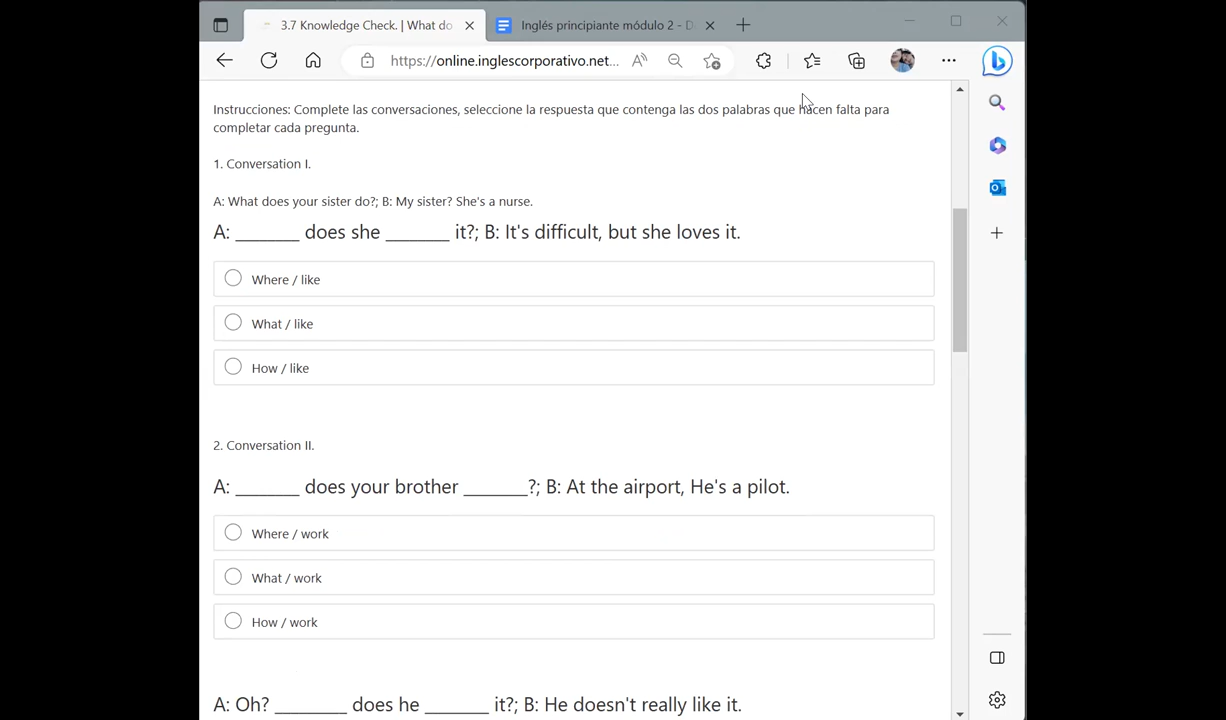 3.7 Knowledge Check. | What do
Inglés principiante módulo 2 - D
https://online.inglescorporativo.net...
Instrucciones: Complete las conversaciones, seleccione la respuesta que contenga las dos palabras que hacen falta para
completar cada pregunta.
1. Conversation I.
A: What does your sister do?; B: My sister? She's a nurse.
A: _______ does she _______ it?; B: It's difficult, but she loves it.
Where / like
What / like
How / like
2. Conversation II.
A: _______ does your brother _______?; B: At the airport, He's a pilot.
Where / work
What / work
How / work
A: Oh? ________ does he _______ it?; B: He doesn't really like it.